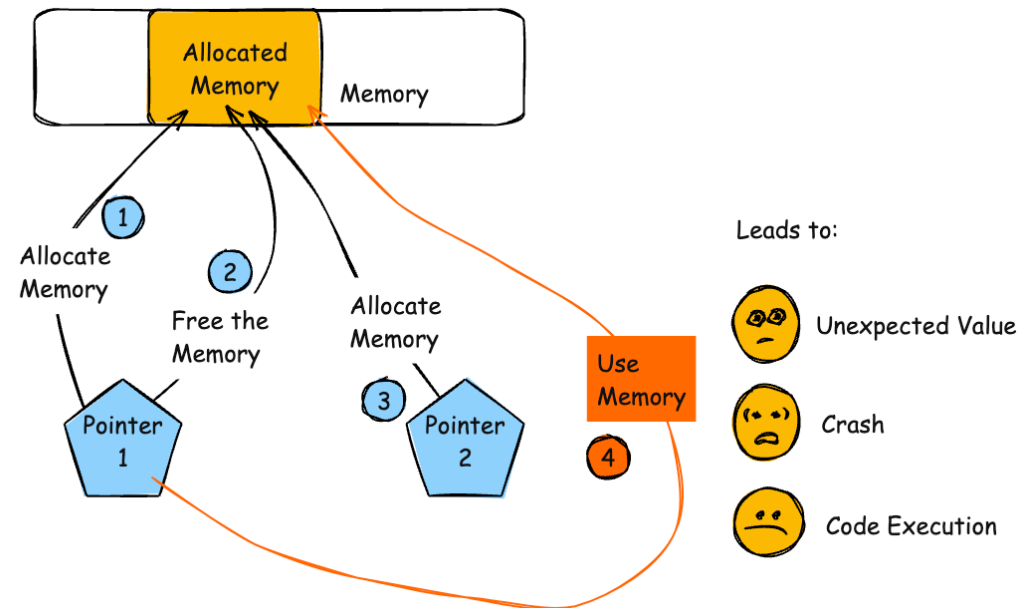 Allocated
Memory
Memory
1
Allocate
Memory
2
Free the
Memory
Allocate
Memory
3
Pointer
1
Pointer
2
Use
Memory
4
Leads to:
Unexpected Value
Crash
Code Execution